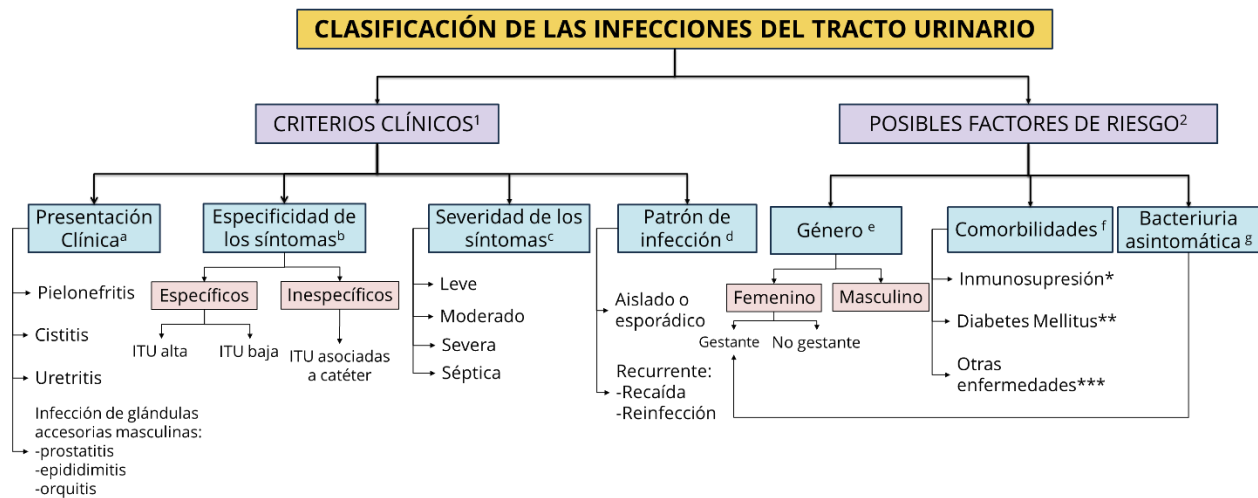 CLASIFICACIÓN DE LAS INFECCIONES DEL TRACTO URINARIO
CRITERIOS CLÍNICOS¹
POSIBLES FACTORES DE RIESGO²
Presentación
Clínicaᵃ
Especificidad de
los síntomasᵇ
Severidad de los
síntomasᶜ
Patrón de
infección ᵈ
Género ᵉ
Comorbilidades ᶠ
Bacteriuria
asintomática ᵍ
Pielonefritis
Cistitis
Uretritis
Infección de glándulas
accesorias masculinas:
-prostatitis
-epididimitis
-orquitis
Específicos
Inespecíficos
ITU alta
ITU baja
ITU asociadas
a catéter
Leve
Moderado
Severa
Séptica
Aislado o
esporádico
Recurrente:
-Recaída
-Reinfección
Femenino
Masculino
Gestante
No gestante
Inmunosupresión*
Diabetes Mellitus**
Otras
enfermedades***